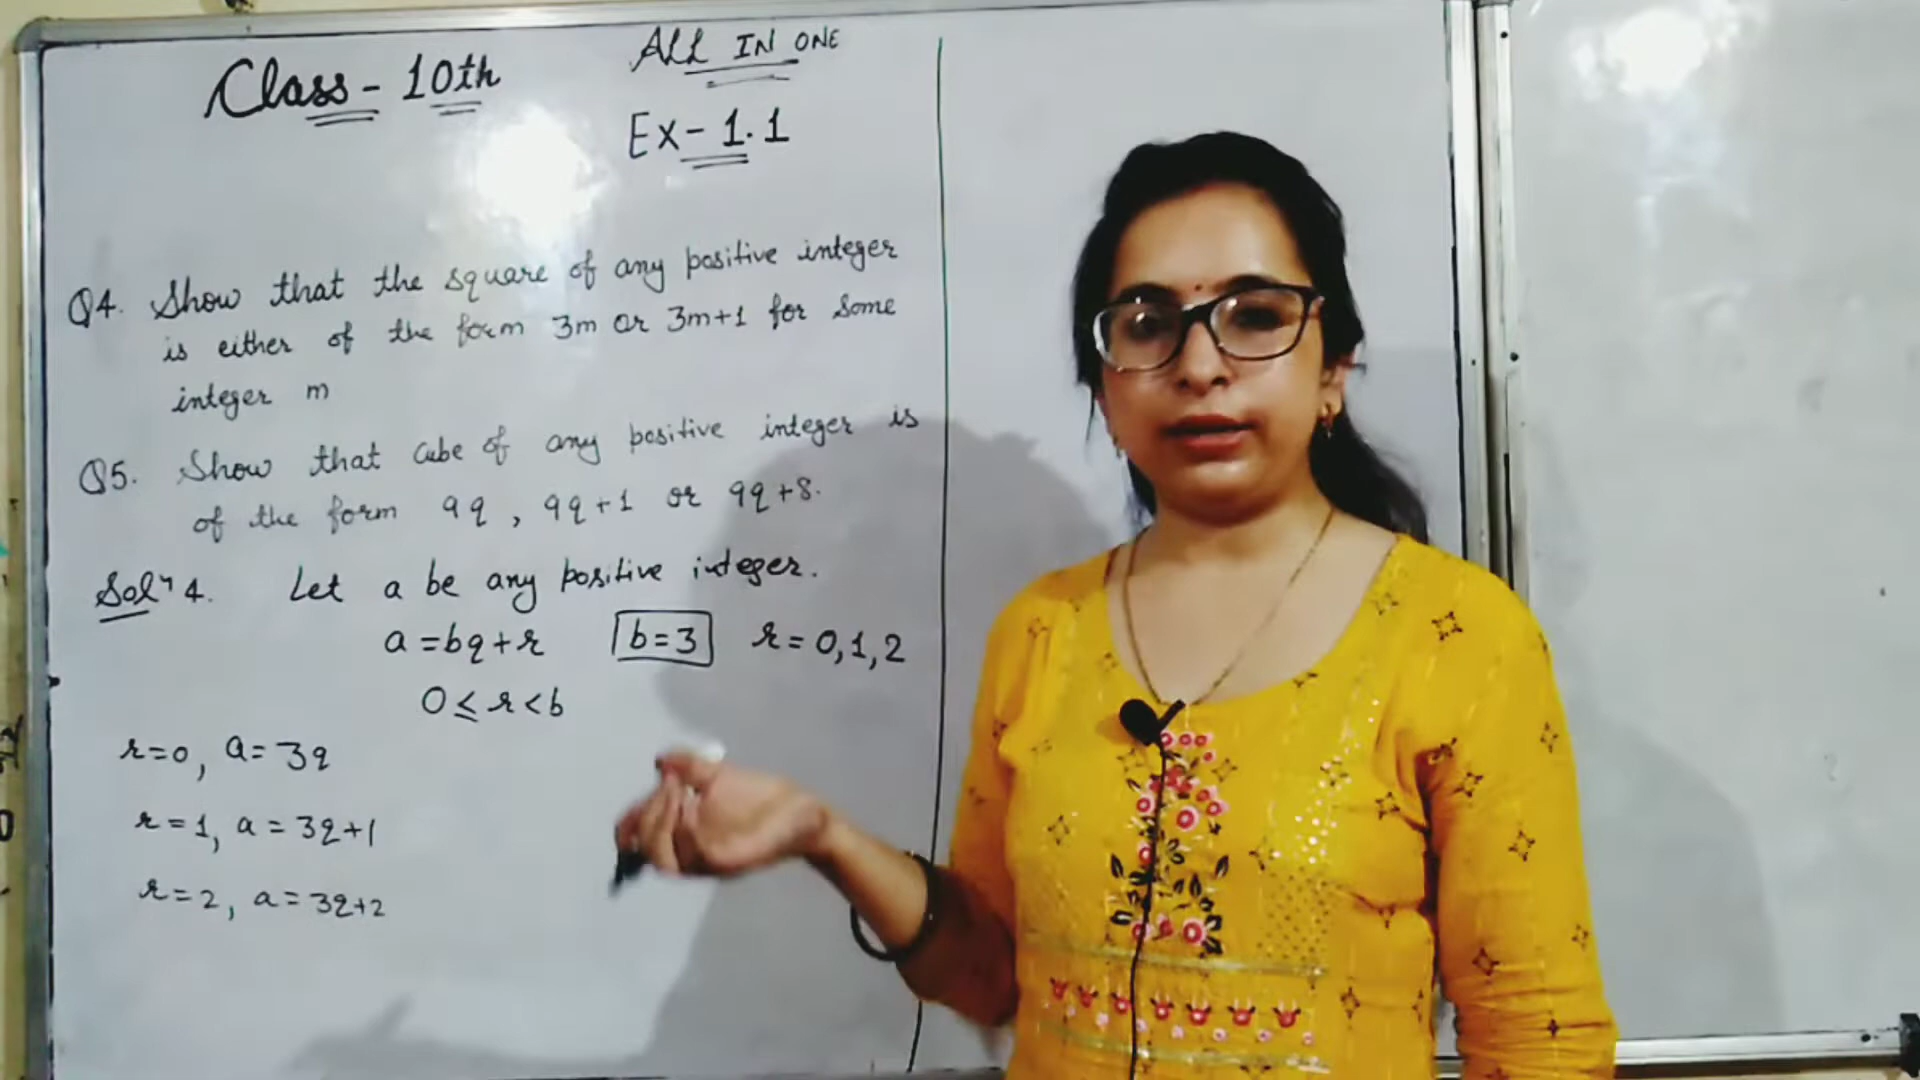 Class - 10th
ALL IN ONE
Ex - 1.1
Q4. Show that the square of any positive integer
is either of the form 3m or 3m+1 for some
integer m
Q5. Show that cube of any positive integer is
of the form 9q, 9q+1 or 9q+8.
Solⁿ 4. Let a be any positive integer.
a = bq + r b = 3 r = 0, 1, 2
0 ≤ r < b
r = 0, a = 3q
r = 1, a = 3q+1
r = 2, a = 3q+2